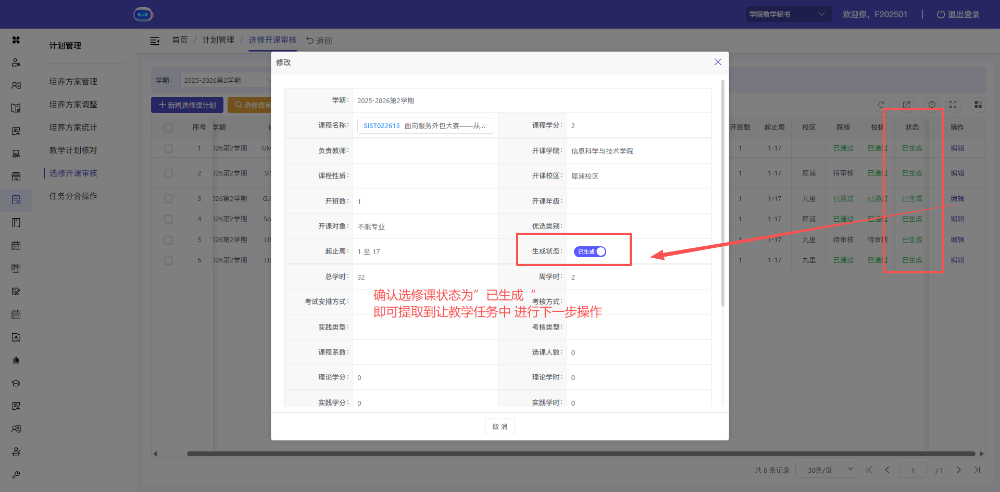 学院教学秘书
欢迎你，F202501
退出登录
计划管理
培养方案管理
培养方案调整
培养方案统计
教学计划核对
选修开课审核
任务分合操作
首页 / 计划管理 / 选修开课审核 返回
学期： 2025-2026第2学期
新增选修课计划
选修课审
序号 学期
开班数 起止周 校区 院核 校核 状态 操作
1 026第2学期 GM 1 1-17 已通过 已通过 已生成 编辑
2 026第2学期 SIS 1 1-17 犀浦 待审核 已通过 已生成 编辑
3 026第2学期 GJ 1 1-17 九里 已通过 已通过 已生成 编辑
4 026第2学期 So 1 1-17 犀浦 已通过 已通过 已生成 编辑
5 026第2学期 LIE 1 1-17 九里 待审核 待审核 已生成 编辑
6 026第2学期 LIE 1 1-17 九里 已通过 已通过 已生成 编辑
共 6 条记录 50条/页 1 / 1
修改
学期： 2025-2026第2学期
课程名称： SIST022615 面向服务外包大赛——从...
课程学分： 2
负责教师：
开课学院： 信息科学与技术学院
课程性质：
开课校区： 犀浦校区
开班数： 1
开课年级：
开课对象： 不限专业
优选类别：
起止周： 1 至 17
生成状态： 已生成
总学时： 32
周学时： 2
考试安排方式：
考核方式：
确认选修课状态为”已生成“
即可提取到让教学任务中 进行下一步操作
实践类型：
考核类型：
课程系数：
选课人数： 0
理论学分： 0
理论学时： 0
实践学分： 0
实践学时： 0
取 消